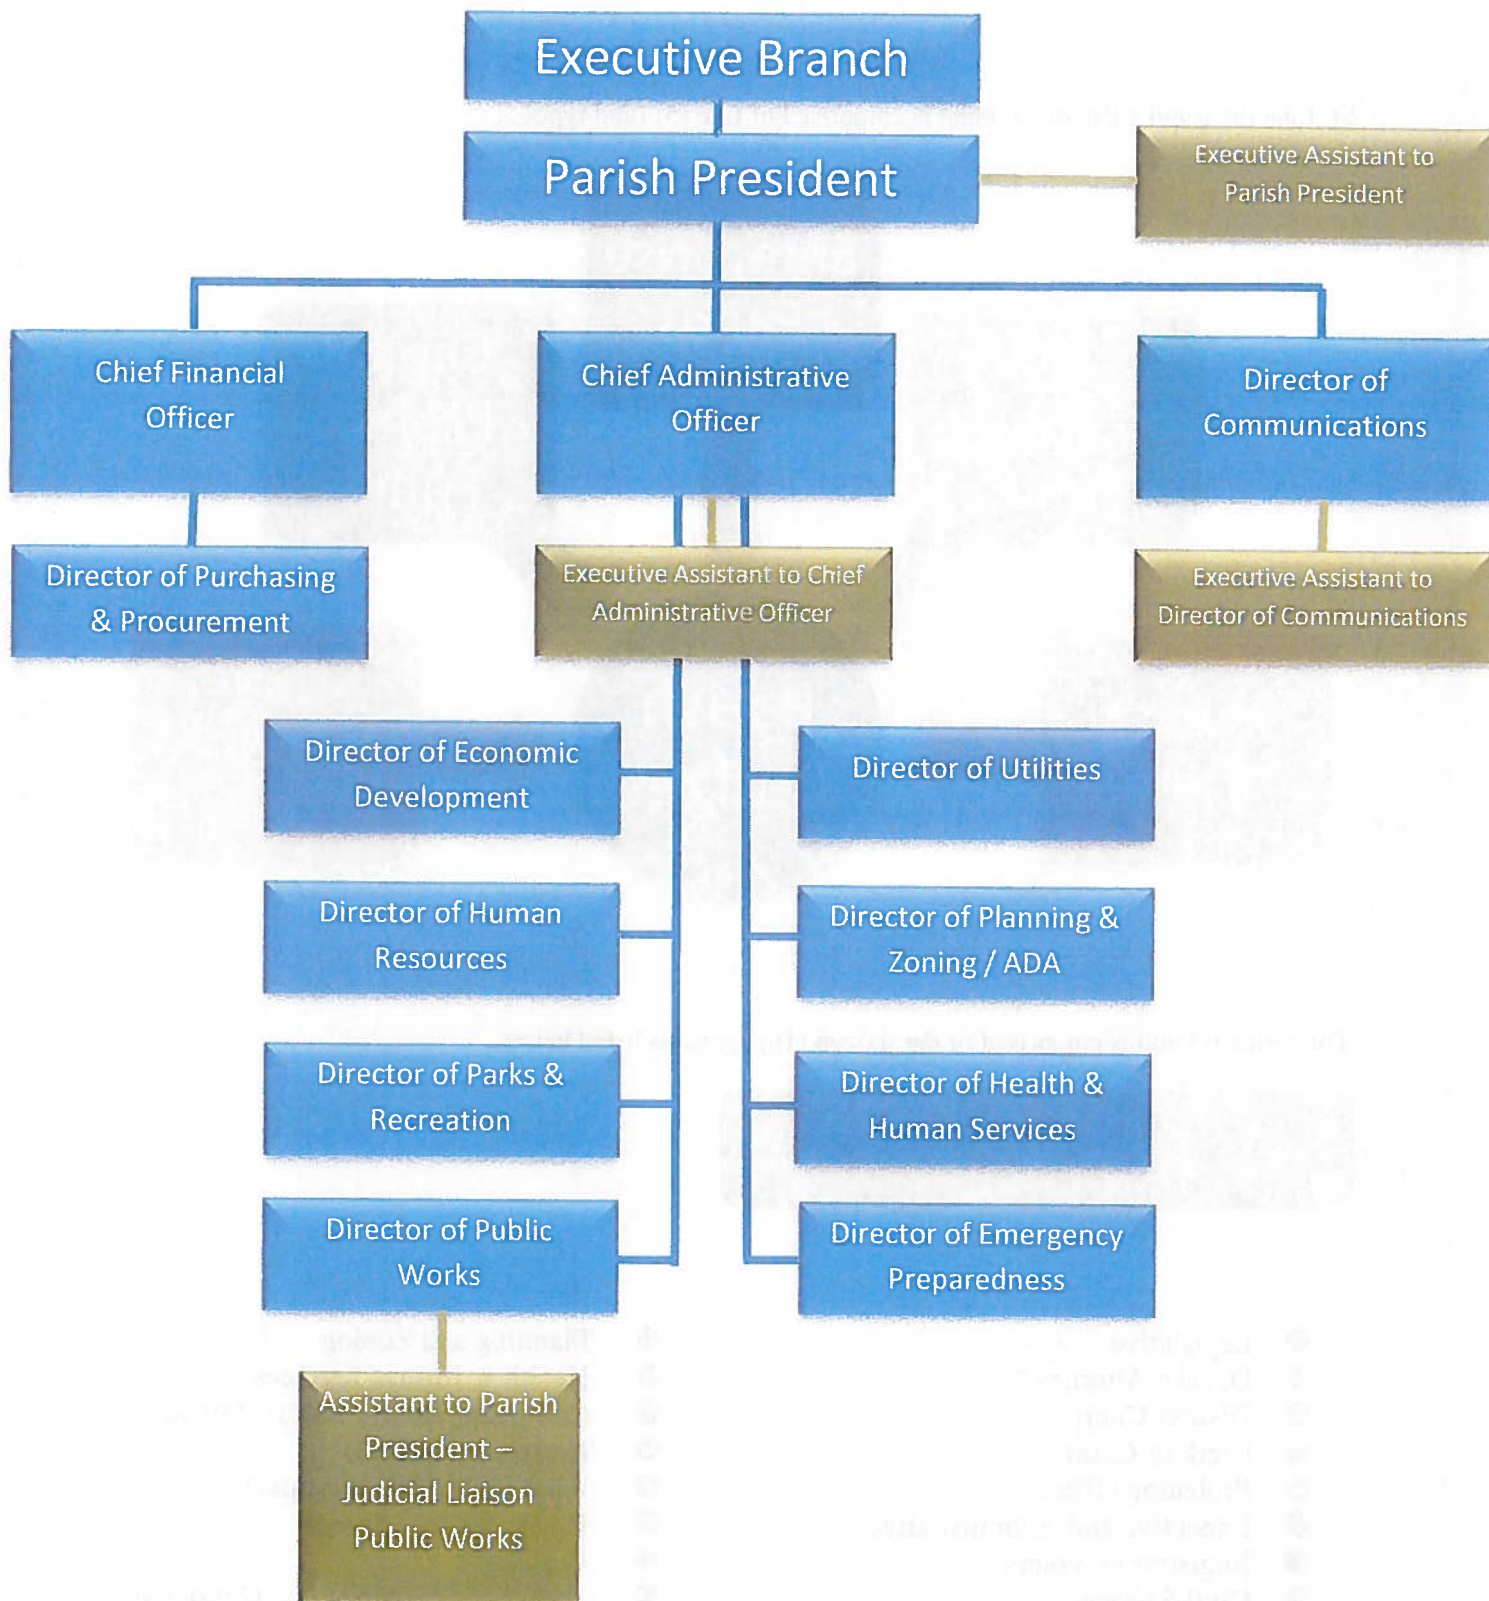 Executive Branch
Parish President
Executive Assistant to
Parish President
Chief Financial
Officer
Chief Administrative
Officer
Director of
Communications
Director of Purchasing
& Procurement
Executive Assistant to Chief
Administrative Officer
Executive Assistant to
Director of Communications
Director of Economic
Development
Director of Utilities
Director of Human
Resources
Director of Planning &
Zoning / ADA
Director of Parks &
Recreation
Director of Health &
Human Services
Director of Public
Works
Director of Emergency
Preparedness
Assistant to Parish
President –
Judicial Liaison
Public Works